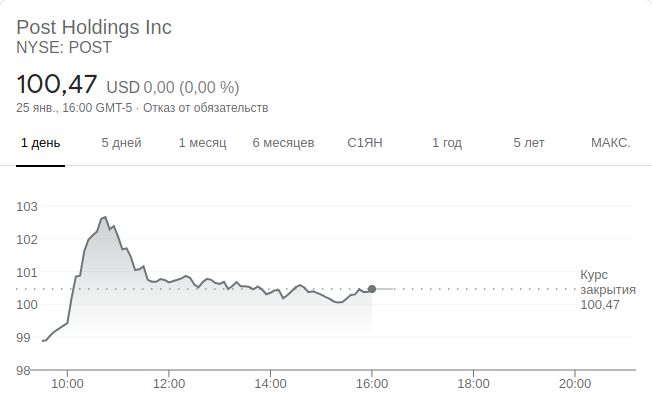 Post Holdings Inc
NYSE: POST
100,47 USD 0,00 (0,00 %)
25 янв., 16:00 GMT-5 · Отказ от обязательств
1 день 5 дней 1 месяц 6 месяцев С1ЯН 1 год 5 лет МАКС.
103
102
101
100
99
98
Курс
закрытия
100,47
10:00 12:00 14:00 16:00 18:00 20:00